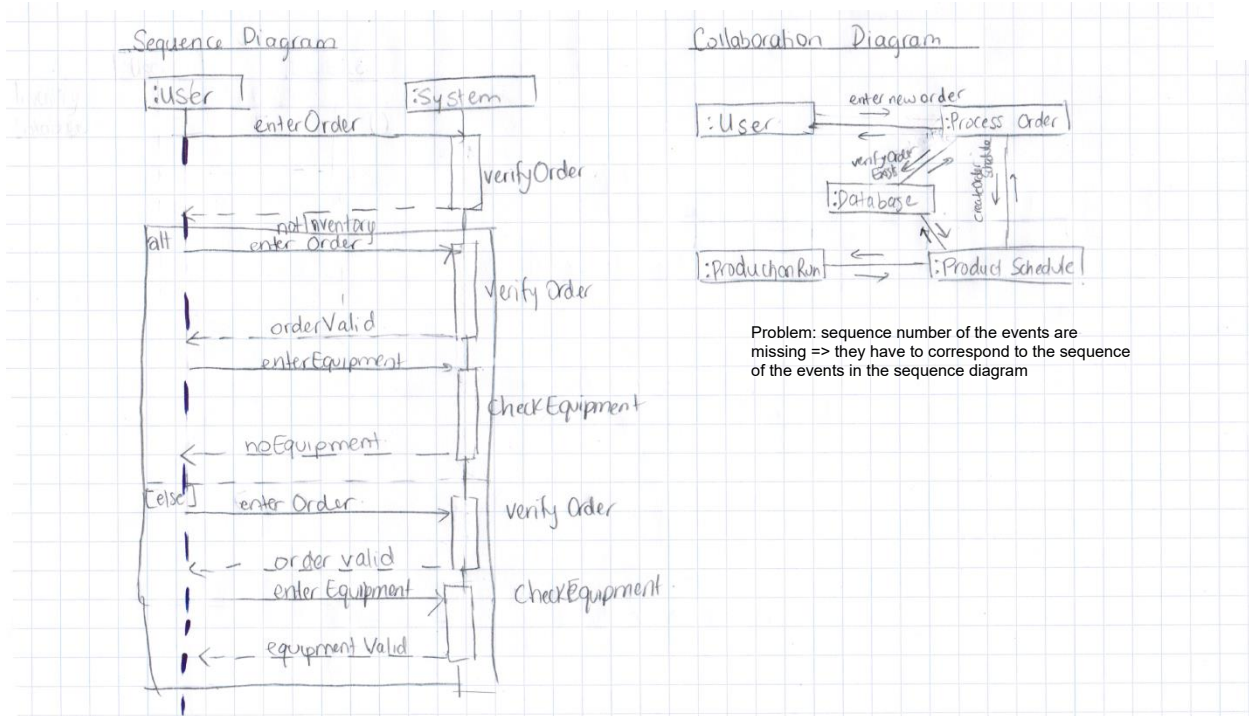 Sequence Diagram
:User
:System
enterOrder
verifyOrder
notInventory
alt
enter Order
Verify Order
orderValid
enterEquipment
CheckEquipment
noEquipment
[else]
enter Order
verify Order
order valid
enter Equipment
CheckEquipment
equipment Valid
Collaboration Diagram
enter new order
:User
:Process Order
verifyOrder
Exists
createOrder
Schedule
:Database
:ProductionRun
:Product Schedule
Problem: sequence number of the events are
missing => they have to correspond to the sequence
of the events in the sequence diagram